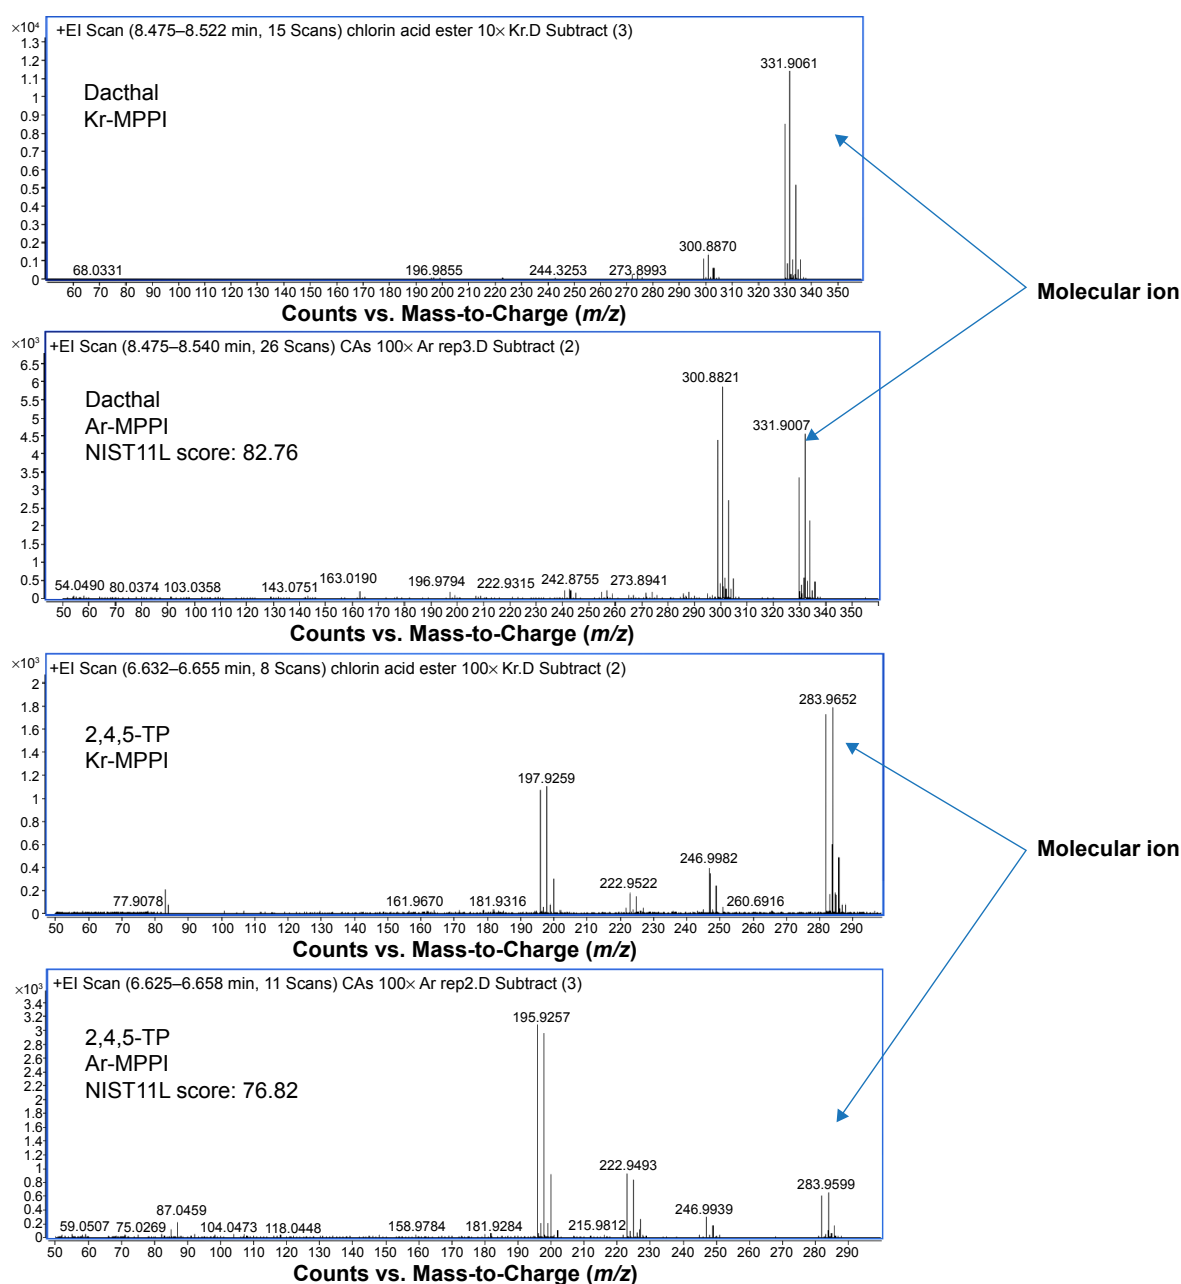 +EI Scan (8.475–8.522 min, 15 Scans) chlorin acid ester 10× Kr.D Subtract (3)
×10⁴
1.3
1.2
1.1
1
0.9
0.8
0.7
0.6
0.5
0.4
0.3
0.2
0.1
0
Dacthal
Kr-MPPI
331.9061
300.8870
68.0331 196.9855 244.3253 273.8993
60 70 80 90 100 110 120 130 140 150 160 170 180 190 200 210 220 230 240 250 260 270 280 290 300 310 320 330 340 350
Counts vs. Mass-to-Charge (m/z)
Molecular ion
+EI Scan (8.475–8.540 min, 26 Scans) CAs 100× Ar rep3.D Subtract (2)
×10³
6.5
6
5.5
5
4.5
4
3.5
3
2.5
2
1.5
1
0.5
0
Dacthal
Ar-MPPI
NIST11L score: 82.76
300.8821
331.9007
54.0490 80.0374 103.0358 143.0751 163.0190 196.9794 222.9315 242.8755 273.8941
50 60 70 80 90 100 110 120 130 140 150 160 170 180 190 200 210 220 230 240 250 260 270 280 290 300 310 320 330 340 350
Counts vs. Mass-to-Charge (m/z)
+EI Scan (6.632–6.655 min, 8 Scans) chlorin acid ester 100× Kr.D Subtract (2)
×10³
2
1.8
1.6
1.4
1.2
1
0.8
0.6
0.4
0.2
0
2,4,5-TP
Kr-MPPI
283.9652
197.9259
246.9982
222.9522
77.9078 161.9670 181.9316 260.6916
50 60 70 80 90 100 110 120 130 140 150 160 170 180 190 200 210 220 230 240 250 260 270 280 290
Counts vs. Mass-to-Charge (m/z)
Molecular ion
+EI Scan (6.625–6.658 min, 11 Scans) CAs 100× Ar rep2.D Subtract (3)
×10³
3.4
3.2
3
2.8
2.6
2.4
2.2
2
1.8
1.6
1.4
1.2
1
0.8
0.6
0.4
0.2
0
2,4,5-TP
Ar-MPPI
NIST11L score: 76.82
195.9257
222.9493
283.9599
87.0459
246.9939
59.0507 75.0269 104.0473 118.0448 158.9784 181.9284 215.9812
50 60 70 80 90 100 110 120 130 140 150 160 170 180 190 200 210 220 230 240 250 260 270 280 290
Counts vs. Mass-to-Charge (m/z)